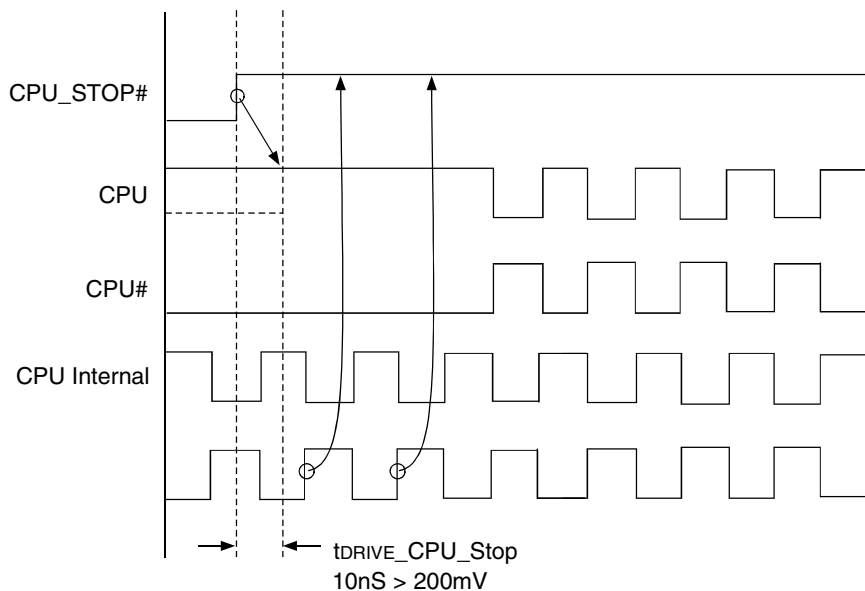 CPU_STOP#
CPU
CPU#
CPU Internal
tDRIVE_CPU_Stop
10nS > 200mV